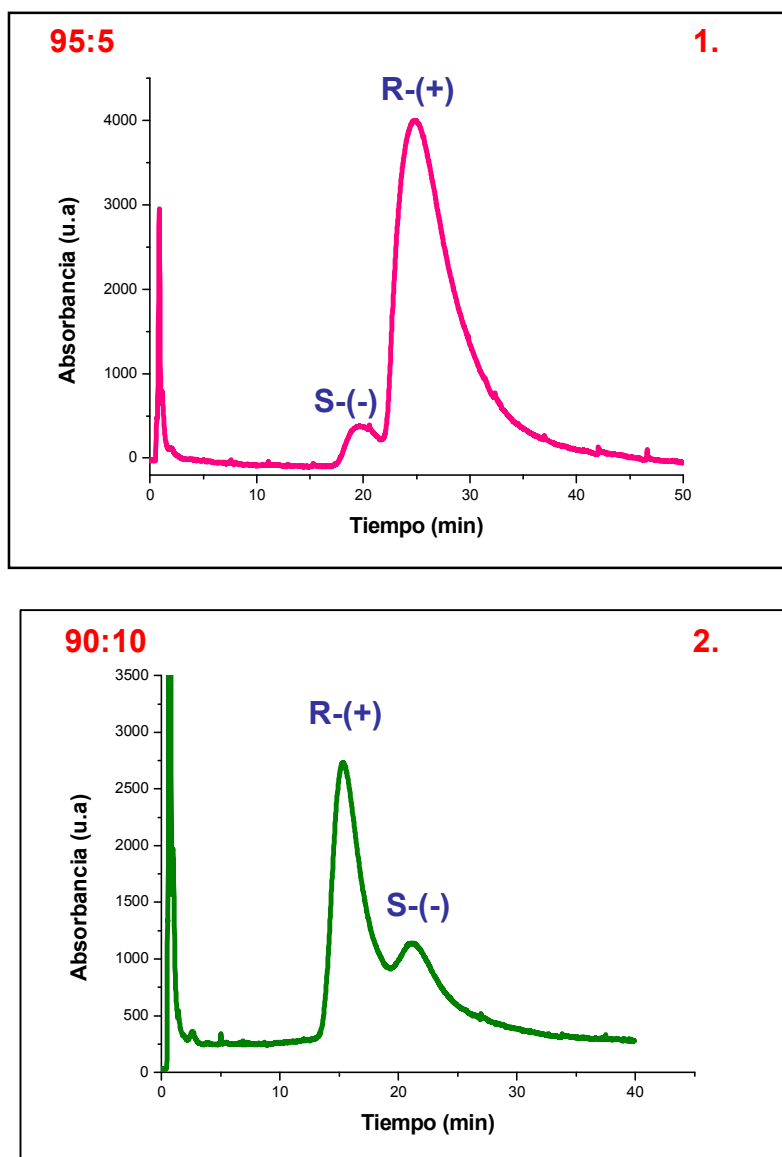 95:5 1.
R-(+)
S-(-)
Absorbancia (u.a)
4000
3000
2000
1000
0
0 10 20 30 40 50
Tiempo (min)
90:10 2.
R-(+)
S-(-)
Absorbancia (u.a)
3500
3000
2500
2000
1500
1000
500
0
0 10 20 30 40
Tiempo (min)